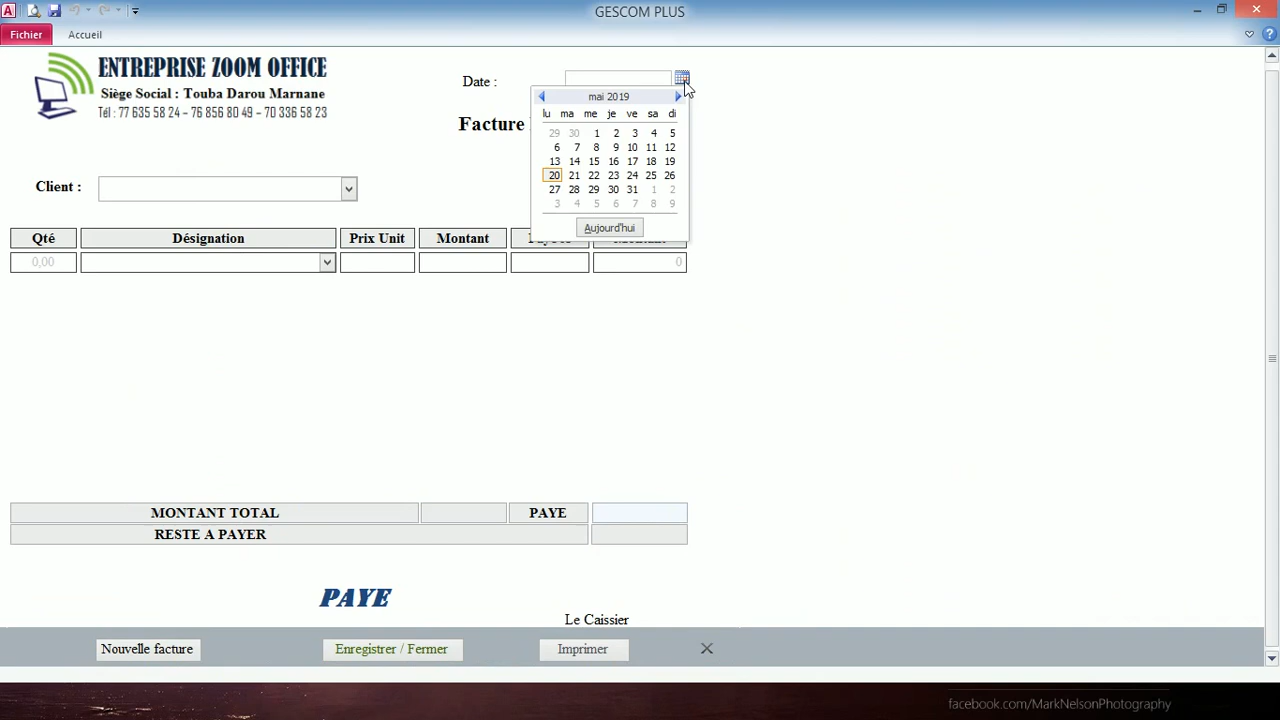 GESCOM PLUS
Fichier Accueil
ENTREPRISE ZOOM OFFICE
Siège Social : Touba Darou Marnane
Tél : 77 635 58 24 - 76 856 80 49 - 70 336 58 23
Date :
Facture
mai 2019
lu ma me je ve sa di
29 30 1 2 3 4 5
6 7 8 9 10 11 12
13 14 15 16 17 18 19
20 21 22 23 24 25 26
27 28 29 30 31 1 2
3 4 5 6 7 8 9
Aujourd'hui
Client :
Qté Désignation Prix Unit Montant
0,00 0
MONTANT TOTAL PAYE
RESTE A PAYER
PAYE
Le Caissier
Nouvelle facture Enregistrer / Fermer Imprimer
facebook.com/MarkNelsonPhotography